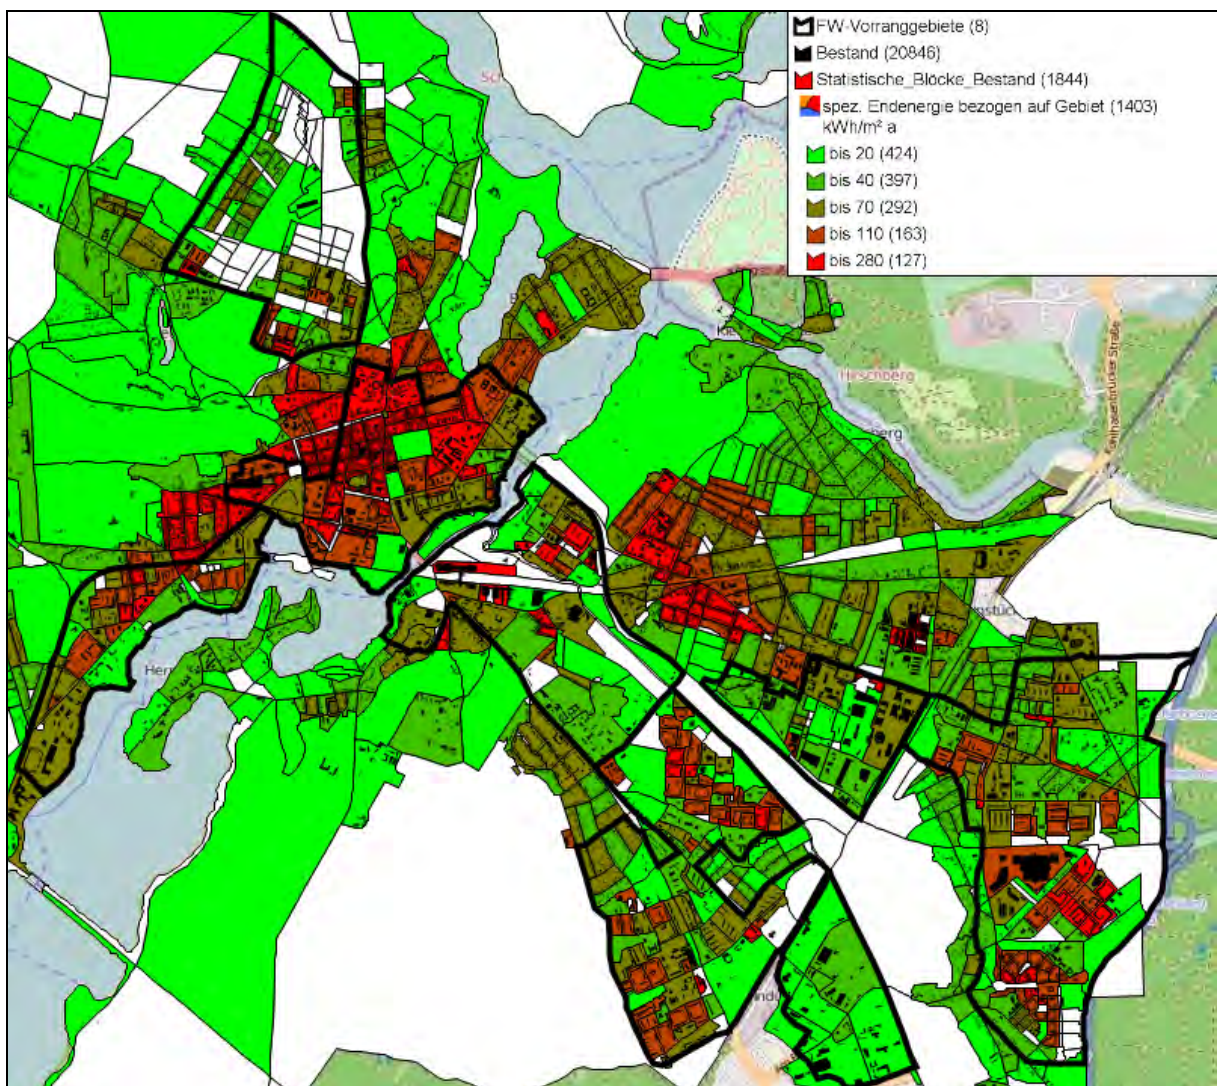 FW-Vorranggebiete (8)
Bestand (20846)
Statistische_Blöcke_Bestand (1844)
spez. Endenergie bezogen auf Gebiet (1403)
kWh/m² a
bis 20 (424)
bis 40 (397)
bis 70 (292)
bis 110 (163)
bis 280 (127)
Hirschberg